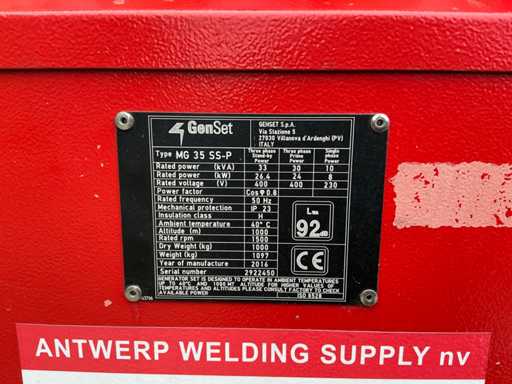 GenSet
GENSET S.p.A.
Via Stazione 5
27030 Villanova d'Ardenghi (PV)
ITALY
Type MG 35 SS-P
Three phase Stand-by Power
Three phase Prime Power
Single phase Power
Rated power (kVA) 33 30 10
Rated power (kW) 26,4 24 8
Rated voltage (V) 400 400 230
Power factor Cos φ 0.8
Rated frequency 50 Hz
Mechanical protection IP 23
Insulation class H
Ambient temperature 40° C
Altitude (m) 1000
Rated rpm 1500
Dry Weight (kg) 1000
Weight (kg) 1097
Year of manufacture 2016
Serial number 2922450
LWA
92dB
CE
GENERATOR SET IS DESIGNED TO OPERATE IN AMBIENT TEMPERATURES
UP TO 40°C AND 1000 MT ALTITUDE FOR HIGHER VALUES OF
TEMPERATURES AND ALTITUDES PLEASE CONSULT FACTORY TO CHECK
AVAILABLE POWER
ISO 8528
ANTWERP WELDING SUPPLY nv